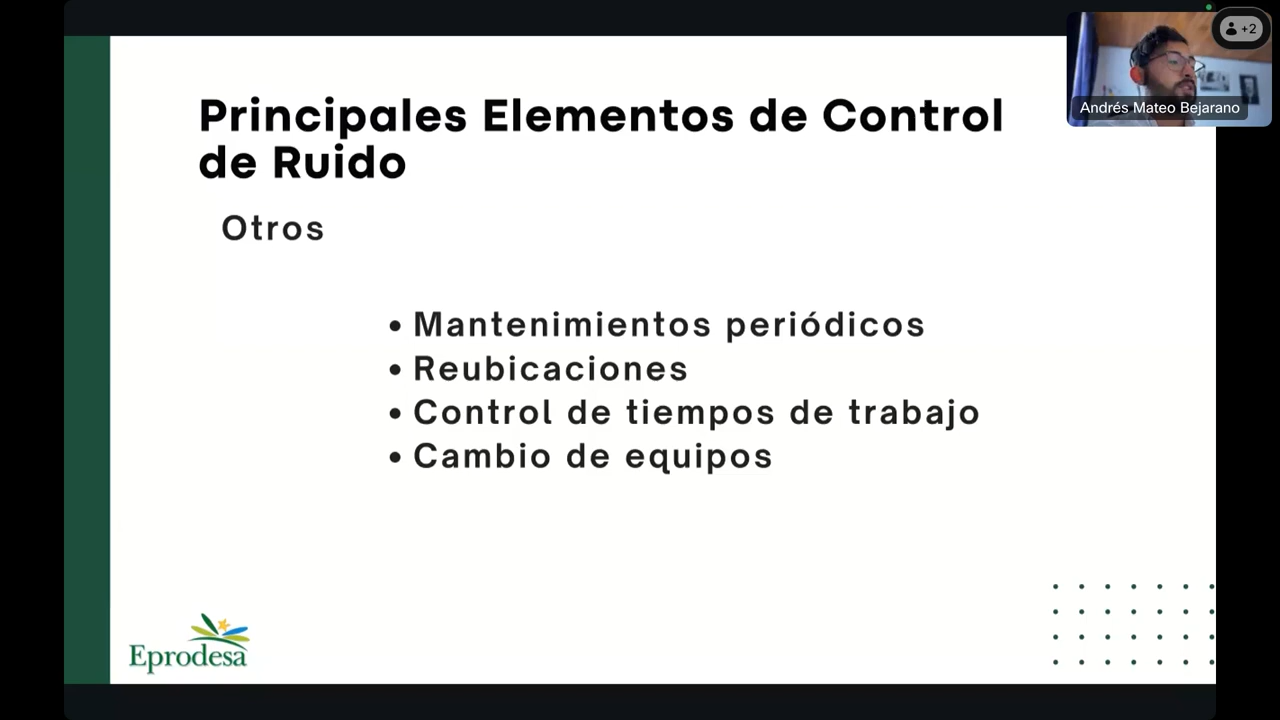 Principales Elementos de Control
de Ruido
Otros
• Mantenimientos periódicos
• Reubicaciones
• Control de tiempos de trabajo
• Cambio de equipos
Eprodesa
+2
Andrés Mateo Bejarano